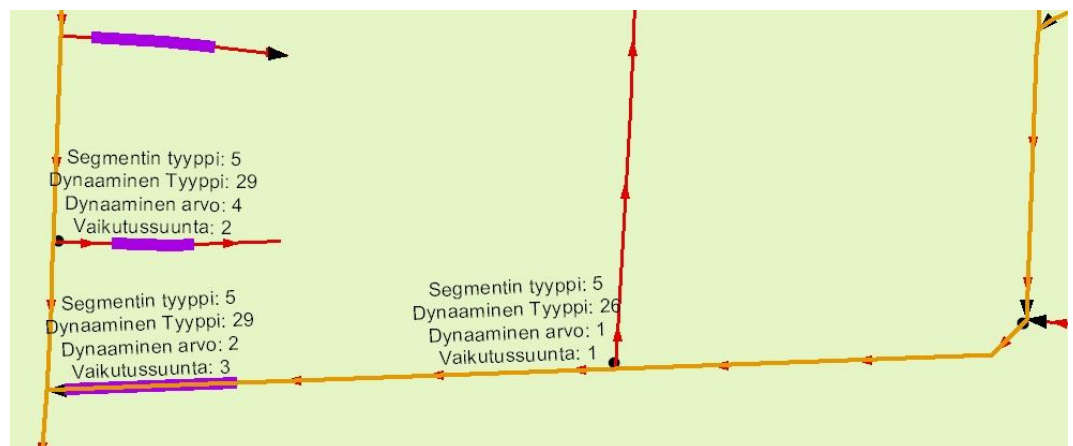 Segmentin tyyppi: 5
Dynaaminen Tyyppi: 29
Dynaaminen arvo: 4
Vaikutussuunta: 2
Segmentin tyyppi: 5
Dynaaminen Tyyppi: 29
Dynaaminen arvo: 2
Vaikutussuunta: 3
Segmentin tyyppi: 5
Dynaaminen Tyyppi: 26
Dynaaminen arvo: 1
Vaikutussuunta: 1